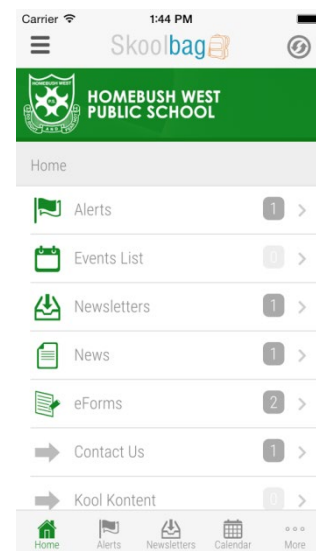 Carrier 1:44 PM
Skoolbag
HOMEBUSH WEST
PUBLIC SCHOOL
Home
Alerts 1
Events List 0
Newsletters 1
News 1
eForms 2
Contact Us 1
Kool Kontent 0
Home Alerts Newsletters Calendar More